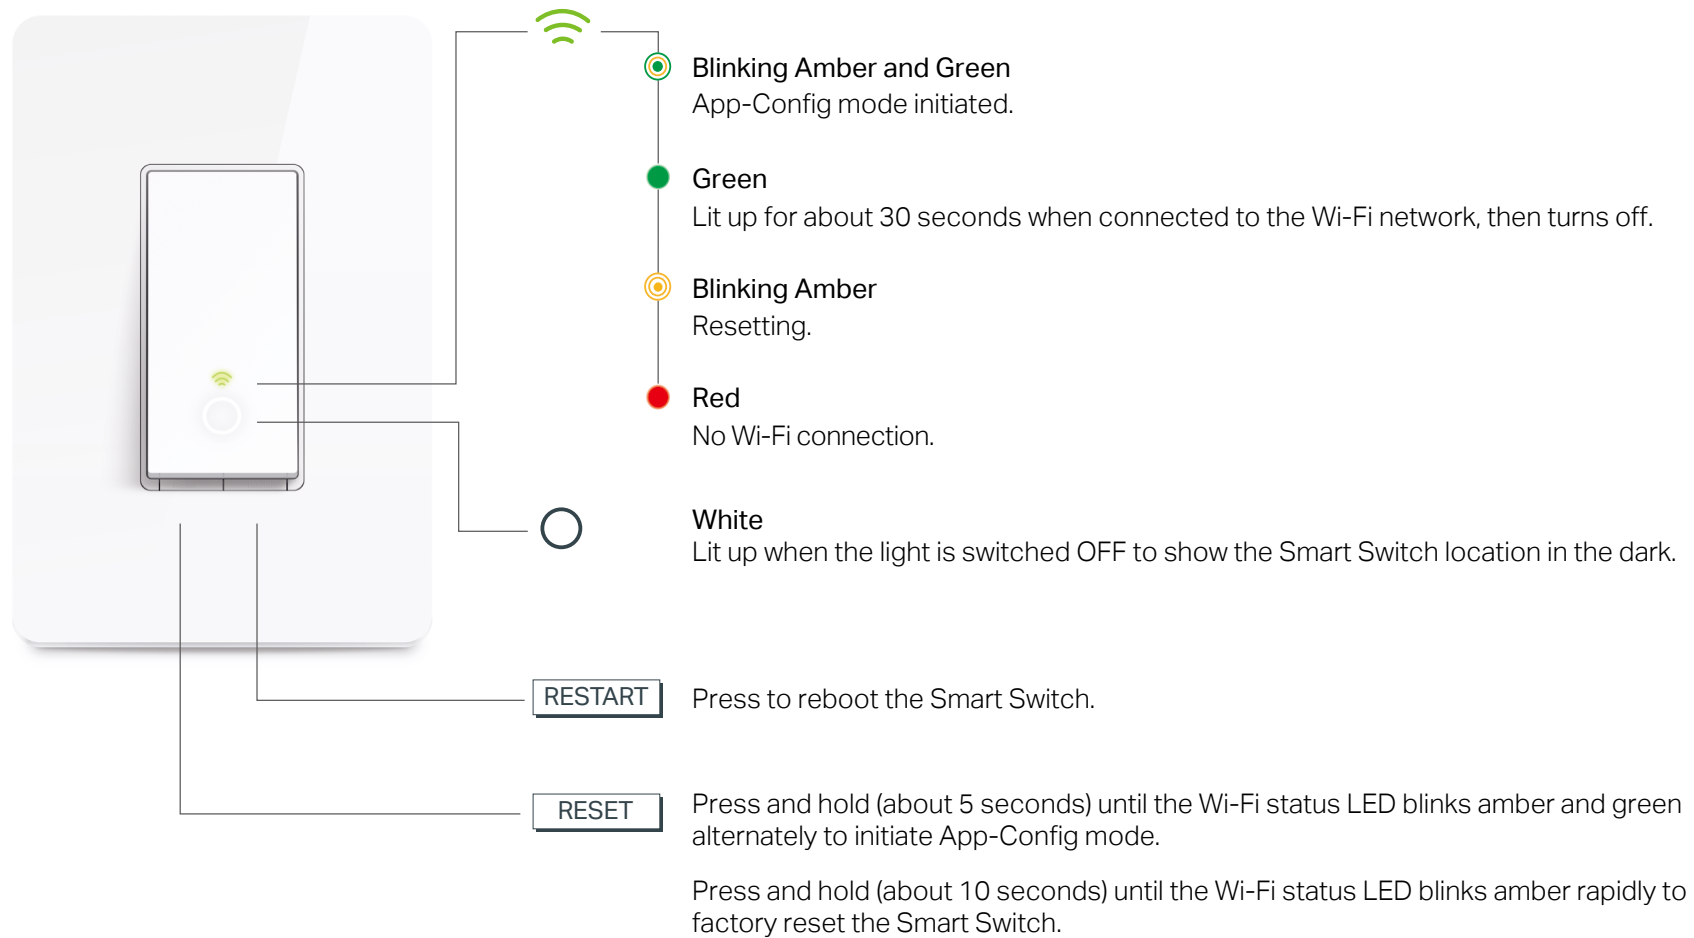 Blinking Amber and Green
App-Config mode initiated.
Green
Lit up for about 30 seconds when connected to the Wi-Fi network, then turns off.
Blinking Amber
Resetting.
Red
No Wi-Fi connection.
White
Lit up when the light is switched OFF to show the Smart Switch location in the dark.
RESTART
Press to reboot the Smart Switch.
RESET
Press and hold (about 5 seconds) until the Wi-Fi status LED blinks amber and green
alternately to initiate App-Config mode.
Press and hold (about 10 seconds) until the Wi-Fi status LED blinks amber rapidly to
factory reset the Smart Switch.